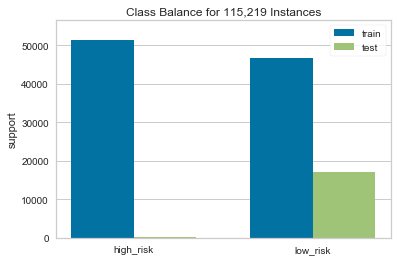 Class Balance for 115,219 Instances
train
test
support
50000
40000
30000
20000
10000
0
high_risk
low_risk